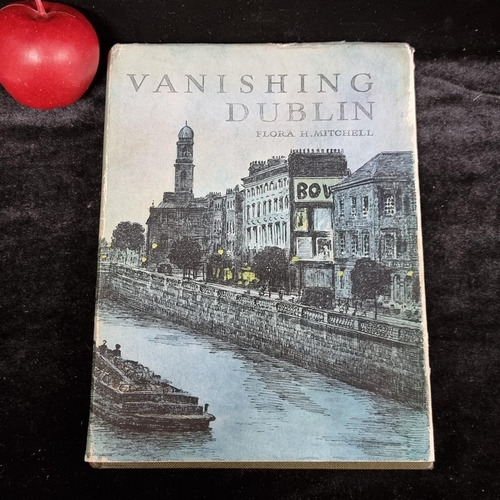 VANISHING
DUBLIN
FLORA H. MITCHELL
BOV